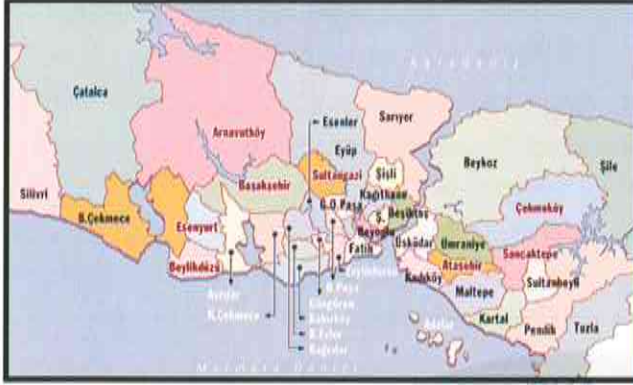 Karadeniz
Çatalca
Esenler
Sarıyer
Arnavutköy
Eyüp
Beykoz
Şile
Sultangazi
Şişli
Silivri
Başakşehir
Kağıthane
G.O.Paşa
Ş.
Beşiktaş
Çekmeköy
B.Çekmece
Esenyurt
Beyoğlu
Üsküdar
Ümraniye
Fatih
Sancaktepe
Beylikdüzü
Zeytinburnu
Ataşehir
Kadıköy
Sultanbeyli
Avcılar
B.Paşa
Maltepe
K.Çekmece
Güngören
Bakırköy
Adalar
Kartal
B.Evler
Pendik
Tuzla
Bağcılar
Marmara Denizi